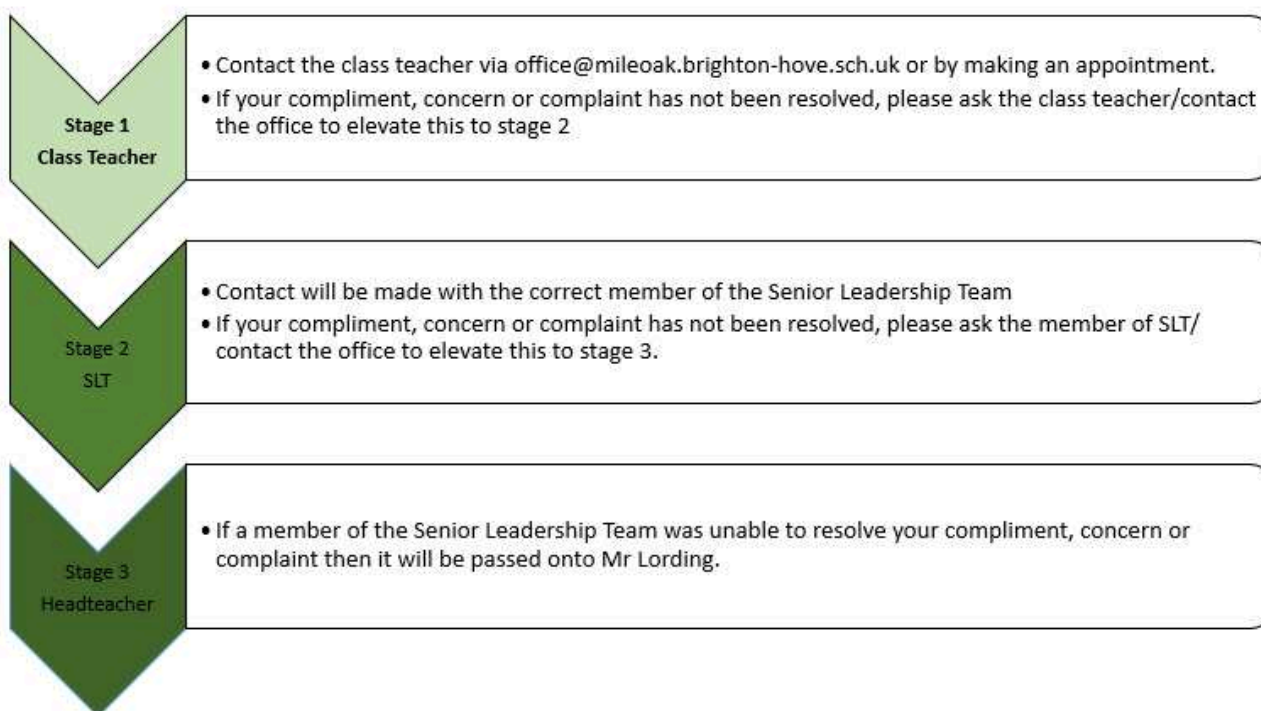 Stage 1
Class Teacher
• Contact the class teacher via office@mileoak.brighton-hove.sch.uk or by making an appointment.
• If your compliment, concern or complaint has not been resolved, please ask the class teacher/contact
the office to elevate this to stage 2
Stage 2
SLT
• Contact will be made with the correct member of the Senior Leadership Team
• If your compliment, concern or complaint has not been resolved, please ask the member of SLT/
contact the office to elevate this to stage 3.
Stage 3
Headteacher
• If a member of the Senior Leadership Team was unable to resolve your compliment, concern or
complaint then it will be passed onto Mr Lording.